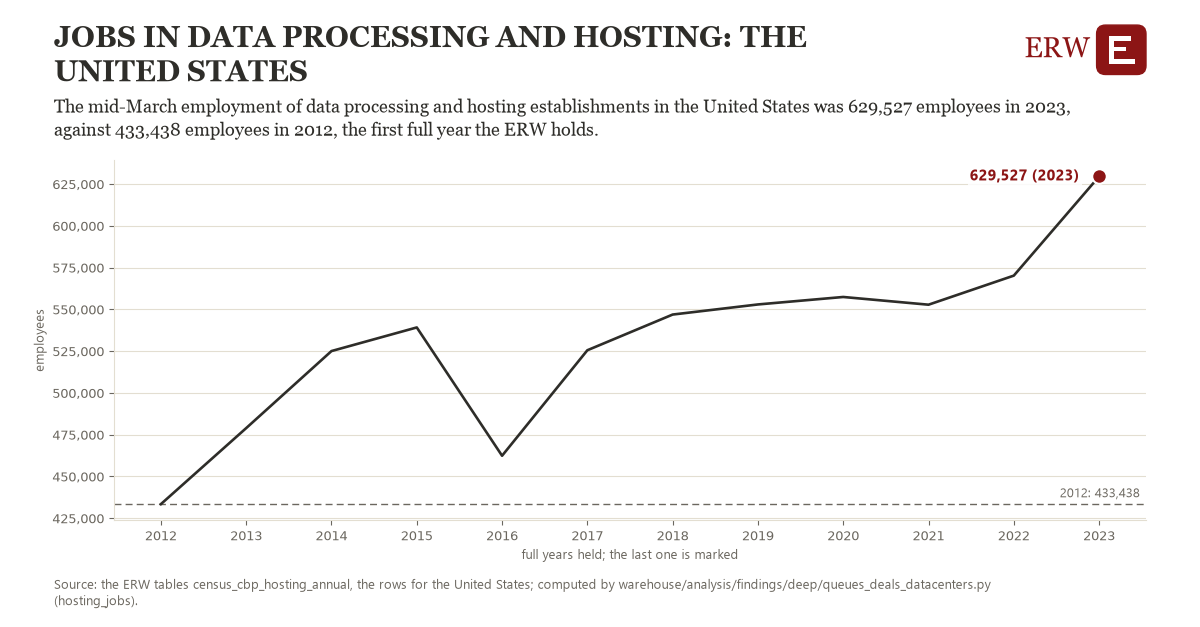 JOBS IN DATA PROCESSING AND HOSTING: THE
UNITED STATES
ERW E
The mid-March employment of data processing and hosting establishments in the United States was 629,527 employees in 2023,
against 433,438 employees in 2012, the first full year the ERW holds.
629,527 (2023)
625,000
600,000
575,000
550,000
525,000
500,000
475,000
450,000
425,000
employees
2012: 433,438
2012 2013 2014 2015 2016 2017 2018 2019 2020 2021 2022 2023
full years held; the last one is marked
Source: the ERW tables census_cbp_hosting_annual, the rows for the United States; computed by warehouse/analysis/findings/deep/queues_deals_datacenters.py
(hosting_jobs).